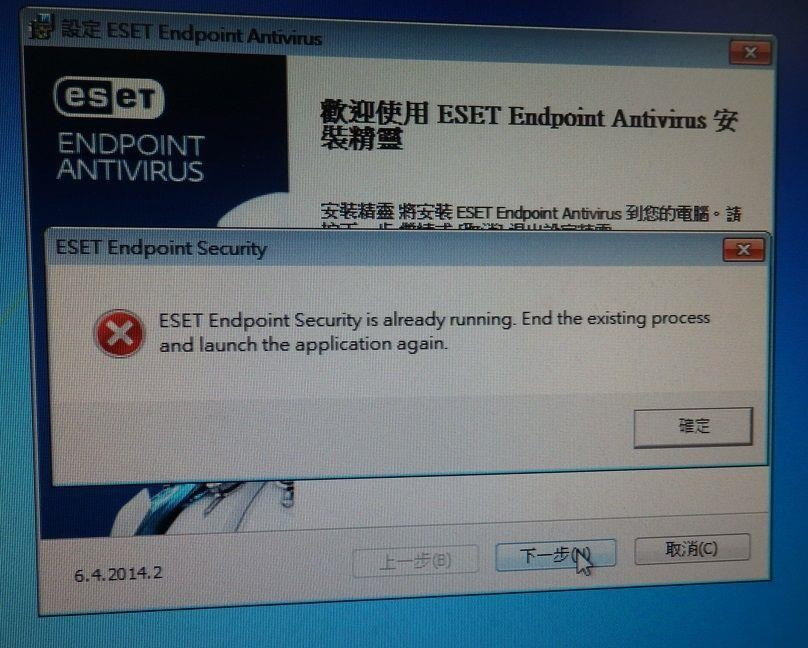 設定 ESET Endpoint Antivirus
eseT
ENDPOINT
ANTIVIRUS
歡迎使用 ESET Endpoint Antivirus 安
裝精靈
安裝精靈 將安裝 ESET Endpoint Antivirus 到您的電腦。請
ESET Endpoint Security
ESET Endpoint Security is already running. End the existing process
and launch the application again.
確定
6.4.2014.2
上一步(B)
下一步(N)
取消(C)